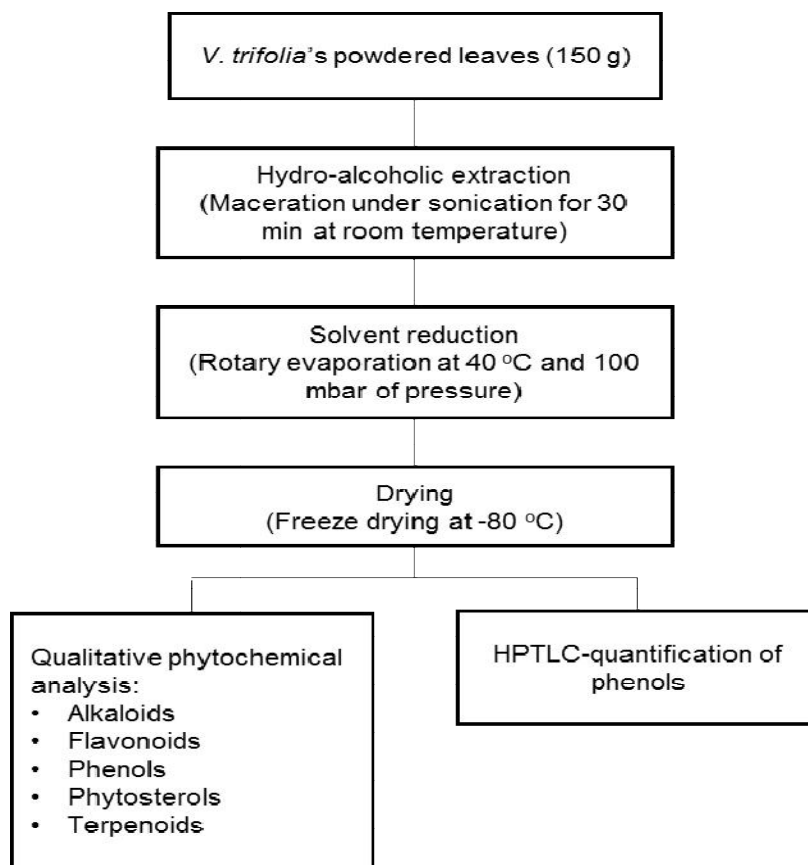 V. trifolia's powdered leaves (150 g)
Hydro-alcoholic extraction
(Maceration under sonication for 30
min at room temperature)
Solvent reduction
(Rotary evaporation at 40 °C and 100
mbar of pressure)
Drying
(Freeze drying at -80 °C)
Qualitative phytochemical
analysis:
• Alkaloids
• Flavonoids
• Phenols
• Phytosterols
• Terpenoids
HPTLC-quantification of
phenols